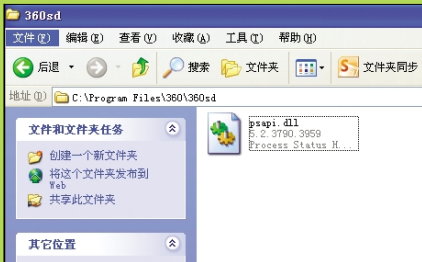 360sd
文件(F) 编辑(E) 查看(V) 收藏(A) 工具(T) 帮助(H)
后退 搜索 文件夹 文件夹同步
地址(D) C:\Program Files\360\360sd
文件和文件夹任务
创建一个新文件夹
将这个文件夹发布到
Web
共享此文件夹
其它位置
psapi.dll
5.2.3790.3959
Process Status H...